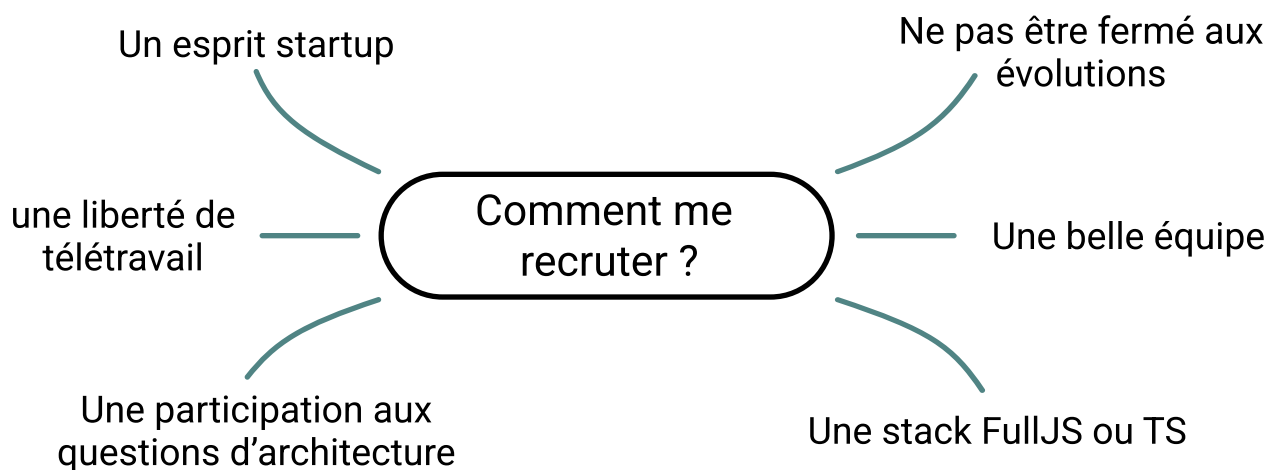 Un esprit startup
Ne pas être fermé aux
évolutions
Comment me
recruter ?
une liberté de
télétravail
Une belle équipe
Une participation aux
questions d’architecture
Une stack FullJS ou TS